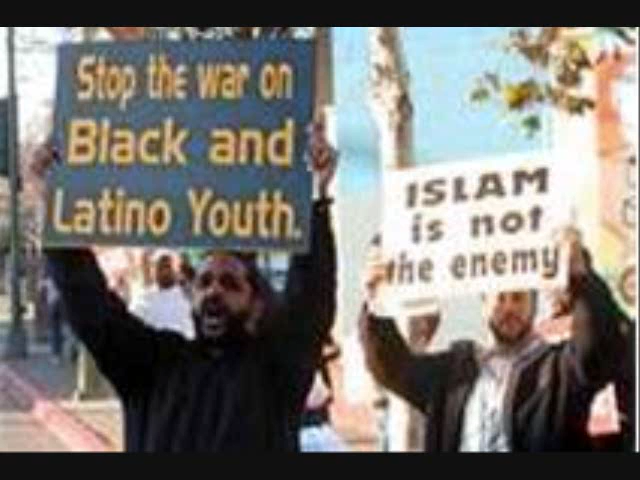 Stop the war on
Black and
Latino Youth.
ISLAM
is not
the enemy